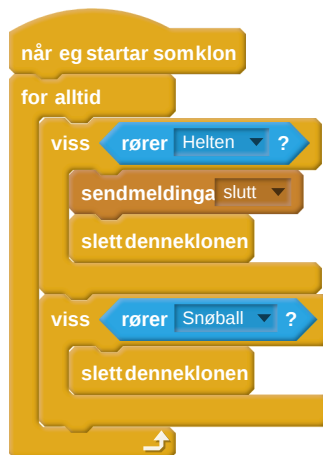 når eg startar som klon
for alltid
viss rører Helten ?
send meldinga slutt
slett denne klonen
viss rører Snøball ?
slett denne klonen